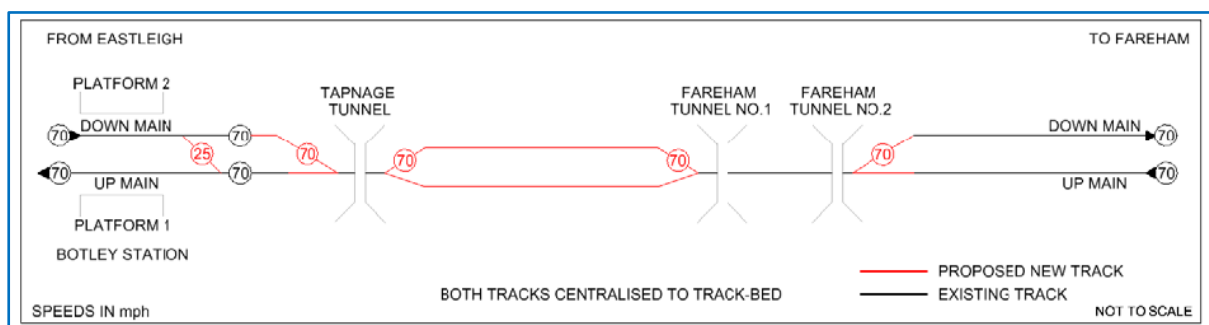 FROM EASTLEIGH
TO FAREHAM
PLATFORM 2
TAPNAGE
TUNNEL
FAREHAM
TUNNEL NO.1
FAREHAM
TUNNEL NO.2
70
DOWN MAIN
70
DOWN MAIN
70
25
70
70
70
70
70
70
UP MAIN
UP MAIN
70
PLATFORM 1
BOTLEY STATION
PROPOSED NEW TRACK
BOTH TRACKS CENTRALISED TO TRACK-BED
EXISTING TRACK
SPEEDS IN mph
NOT TO SCALE